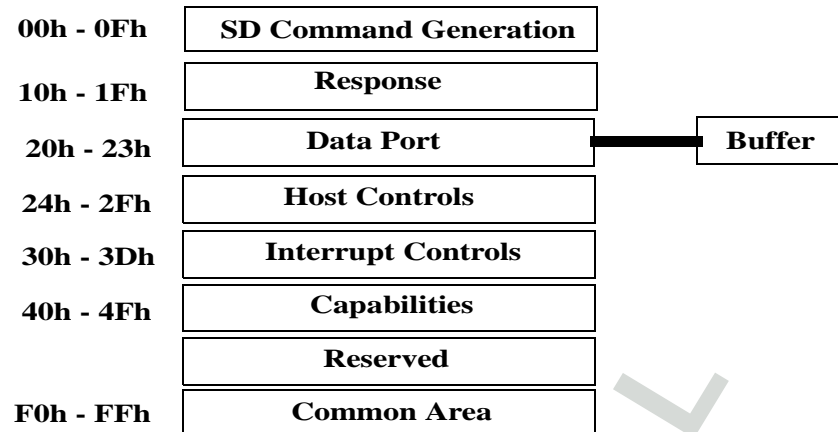 00h - 0Fh SD Command Generation
10h - 1Fh Response
20h - 23h Data Port Buffer
24h - 2Fh Host Controls
30h - 3Dh Interrupt Controls
40h - 4Fh Capabilities
Reserved
F0h - FFh Common Area